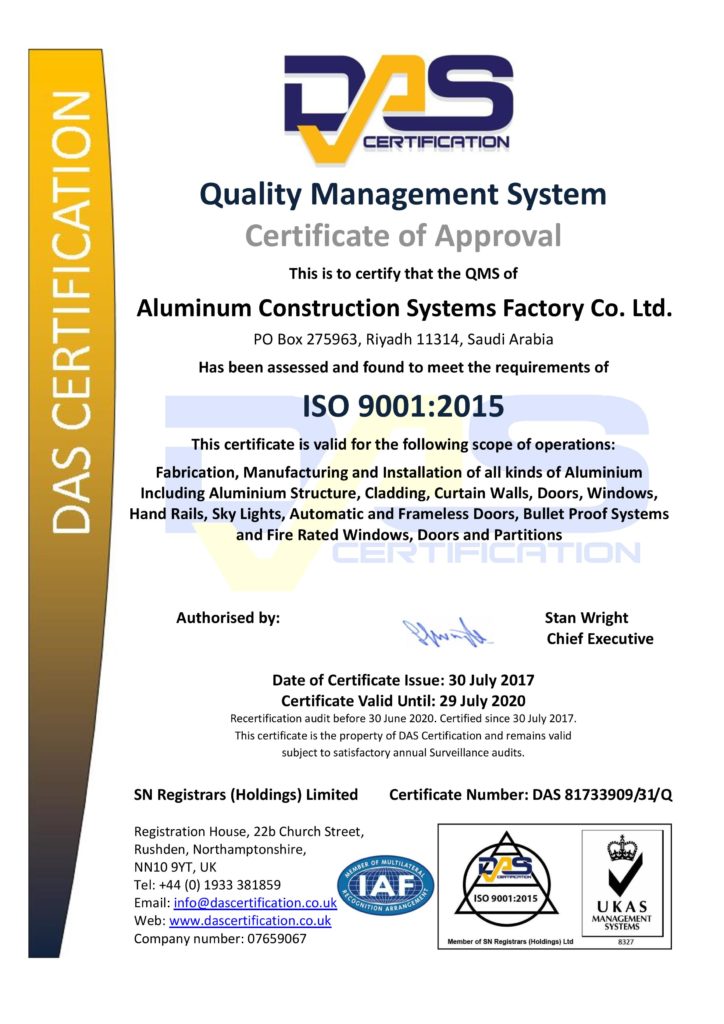 DAS CERTIFICATION
DAS
CERTIFICATION
Quality Management System
Certificate of Approval
This is to certify that the QMS of
Aluminum Construction Systems Factory Co. Ltd.
PO Box 275963, Riyadh 11314, Saudi Arabia
Has been assessed and found to meet the requirements of
ISO 9001:2015
This certificate is valid for the following scope of operations:
Fabrication, Manufacturing and Installation of all kinds of Aluminium
Including Aluminium Structure, Cladding, Curtain Walls, Doors, Windows,
Hand Rails, Sky Lights, Automatic and Frameless Doors, Bullet Proof Systems
and Fire Rated Windows, Doors and Partitions
DAS
CERTIFICATION
Authorised by:
Stan Wright
Chief Executive
Date of Certificate Issue: 30 July 2017
Certificate Valid Until: 29 July 2020
Recertification audit before 30 June 2020. Certified since 30 July 2017.
This certificate is the property of DAS Certification and remains valid
subject to satisfactory annual Surveillance audits.
SN Registrars (Holdings) Limited
Certificate Number: DAS 81733909/31/Q
Registration House, 22b Church Street,
Rushden, Northamptonshire,
NN10 9YT, UK
Tel: +44 (0) 1933 381859
Email: info@dascertification.co.uk
Web: www.dascertification.co.uk
Company number: 07659067
MEMBER OF MULTILATERAL
IAF
RECOGNITION ARRANGEMENT
DAS
CERTIFICATION
ISO 9001:2015
Member of SN Registrars (Holdings) Ltd
UKAS
MANAGEMENT
SYSTEMS
8327